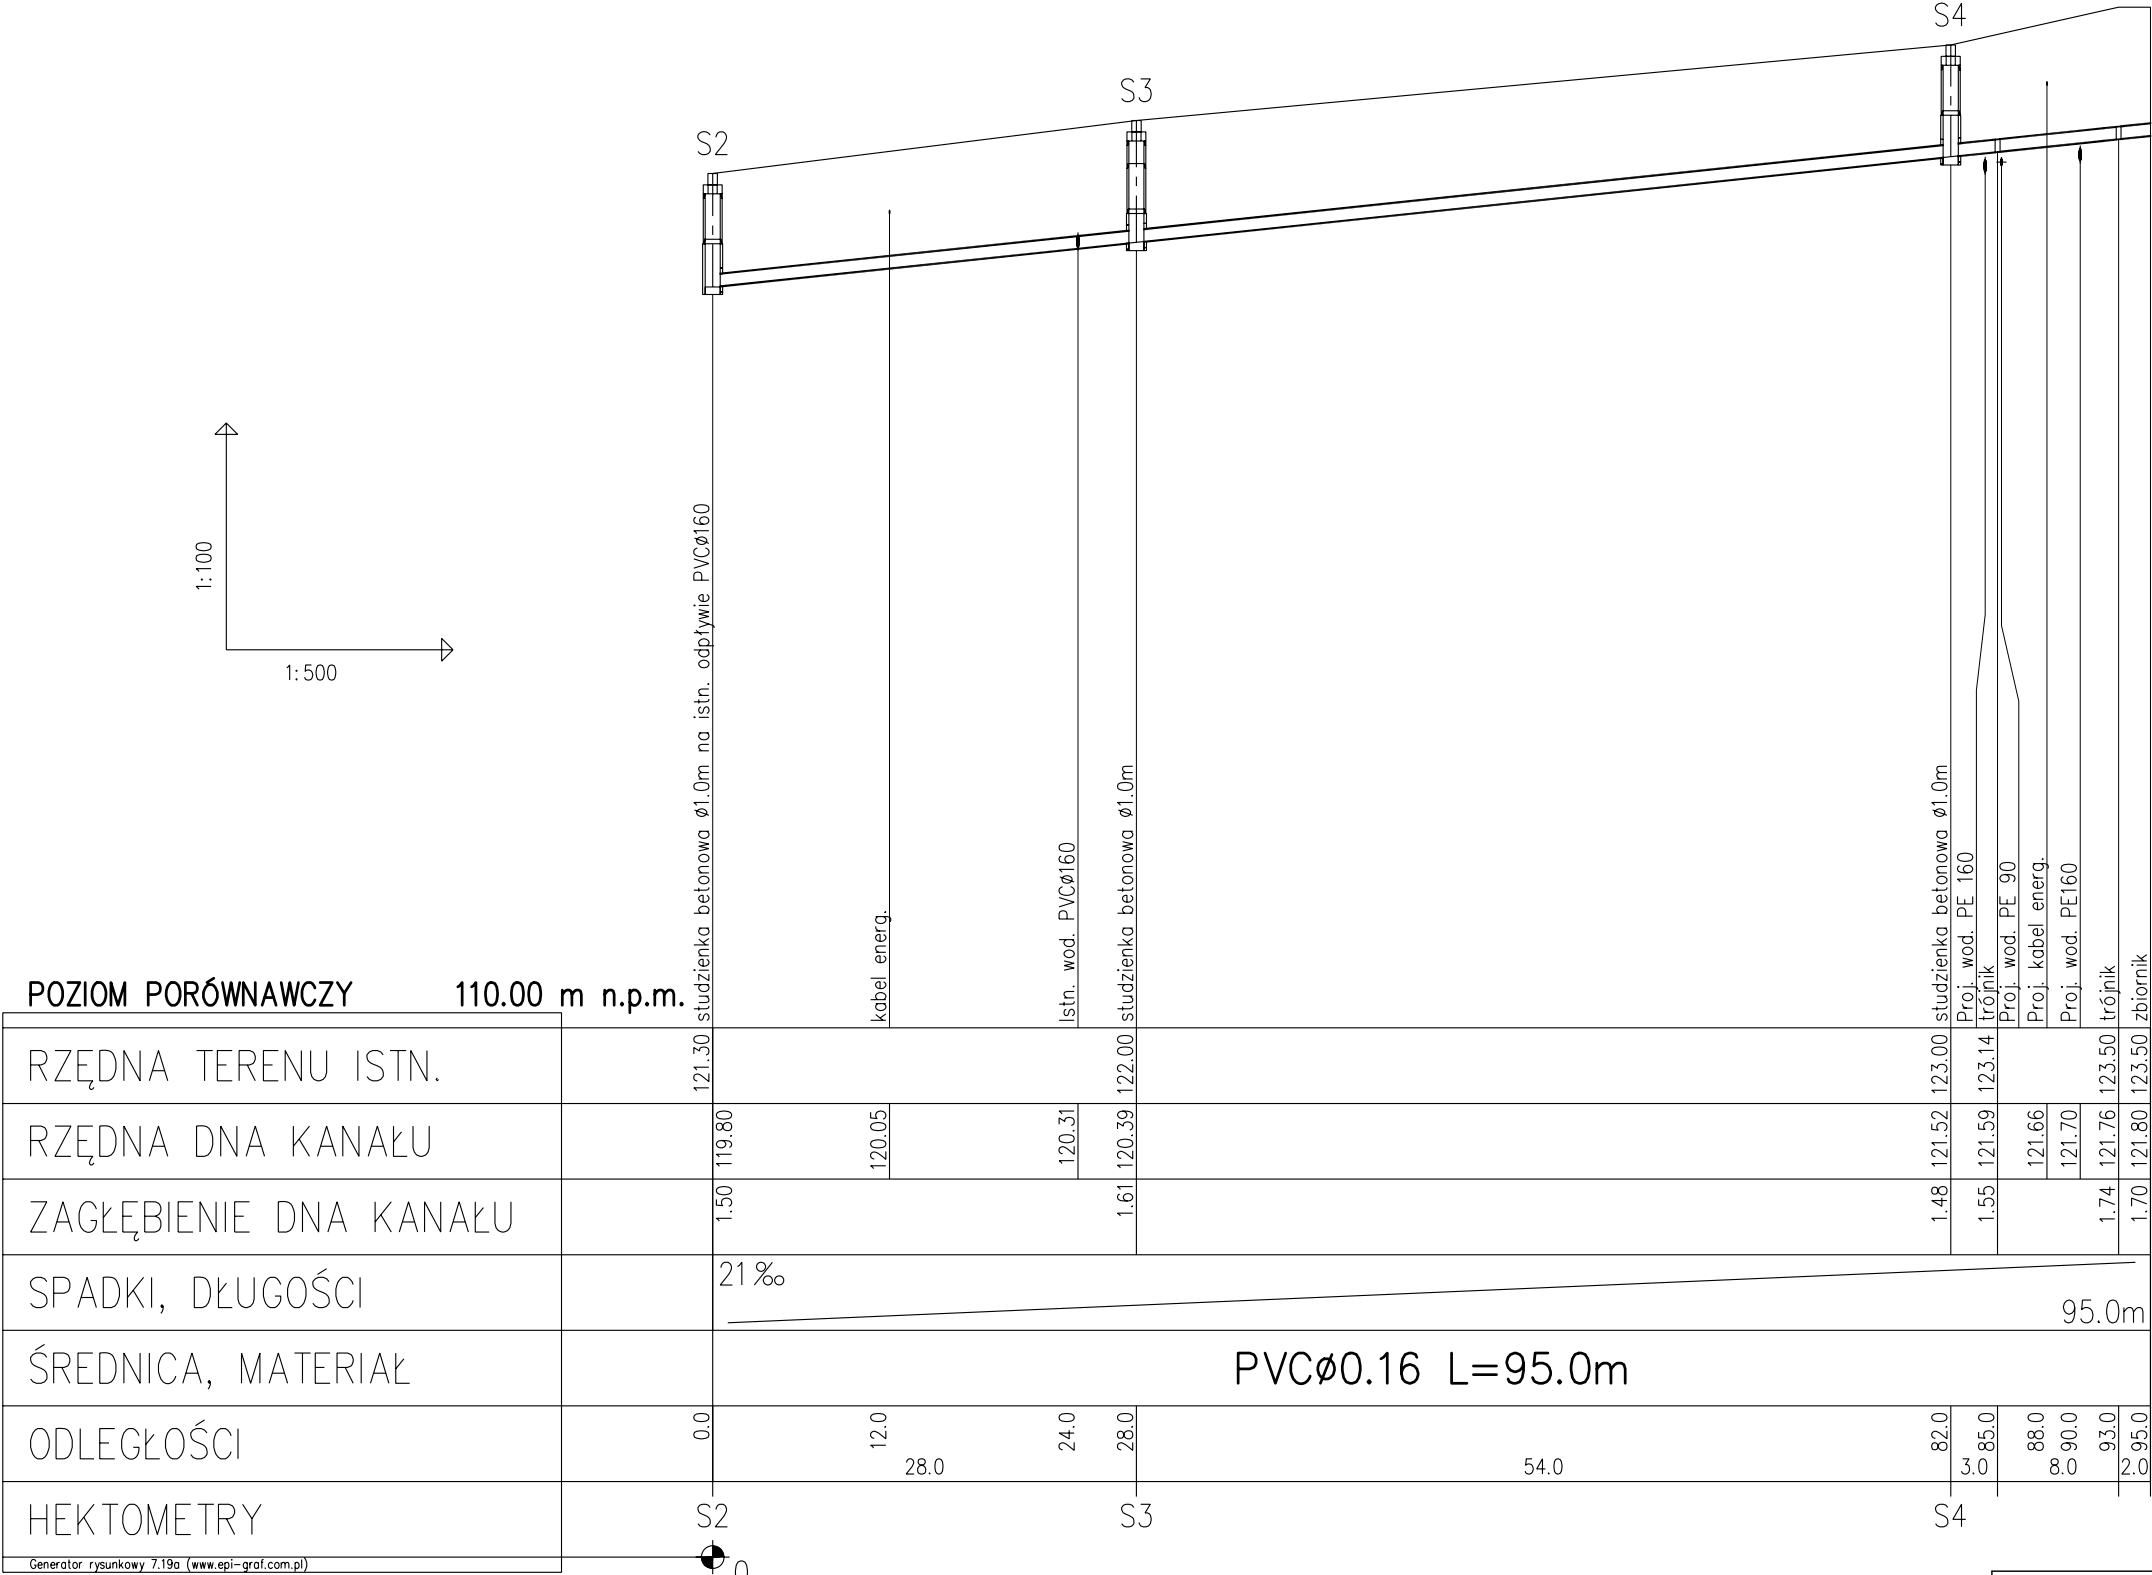 S4
S3
S2
1:100
1:500
studzienka betonowa ø1.0m na istn. odpływie PVCø160
kabel energ.
Istn. wod. PVCø160
studzienka betonowa ø1.0m
studzienka betonowa ø1.0m
Proj. wod. PE 160
trójnik
Proj. wod. PE 90
Proj. kabel energ.
Proj. wod. PE160
trójnik
zbiornik
POZIOM PORÓWNAWCZY 110.00 m n.p.m.
RZĘDNA TERENU ISTN. 121.30 122.00 123.00 123.14 123.50 123.50
RZĘDNA DNA KANAŁU 119.80 120.05 120.31 120.39 121.52 121.59 121.66 121.70 121.76 121.80
ZAGŁĘBIENIE DNA KANAŁU 1.50 1.61 1.48 1.55 1.74 1.70
SPADKI, DŁUGOŚCI 21‰ 95.0m
ŚREDNICA, MATERIAŁ PVCø0.16 L=95.0m
ODLEGŁOŚCI 0.0 12.0 24.0 28.0 82.0 85.0 88.0 90.0 93.0 95.0
28.0 54.0 3.0 8.0 2.0
HEKTOMETRY S2 S3 S4
Generator rysunkowy 7.19a (www.epi-graf.com.pl)
0